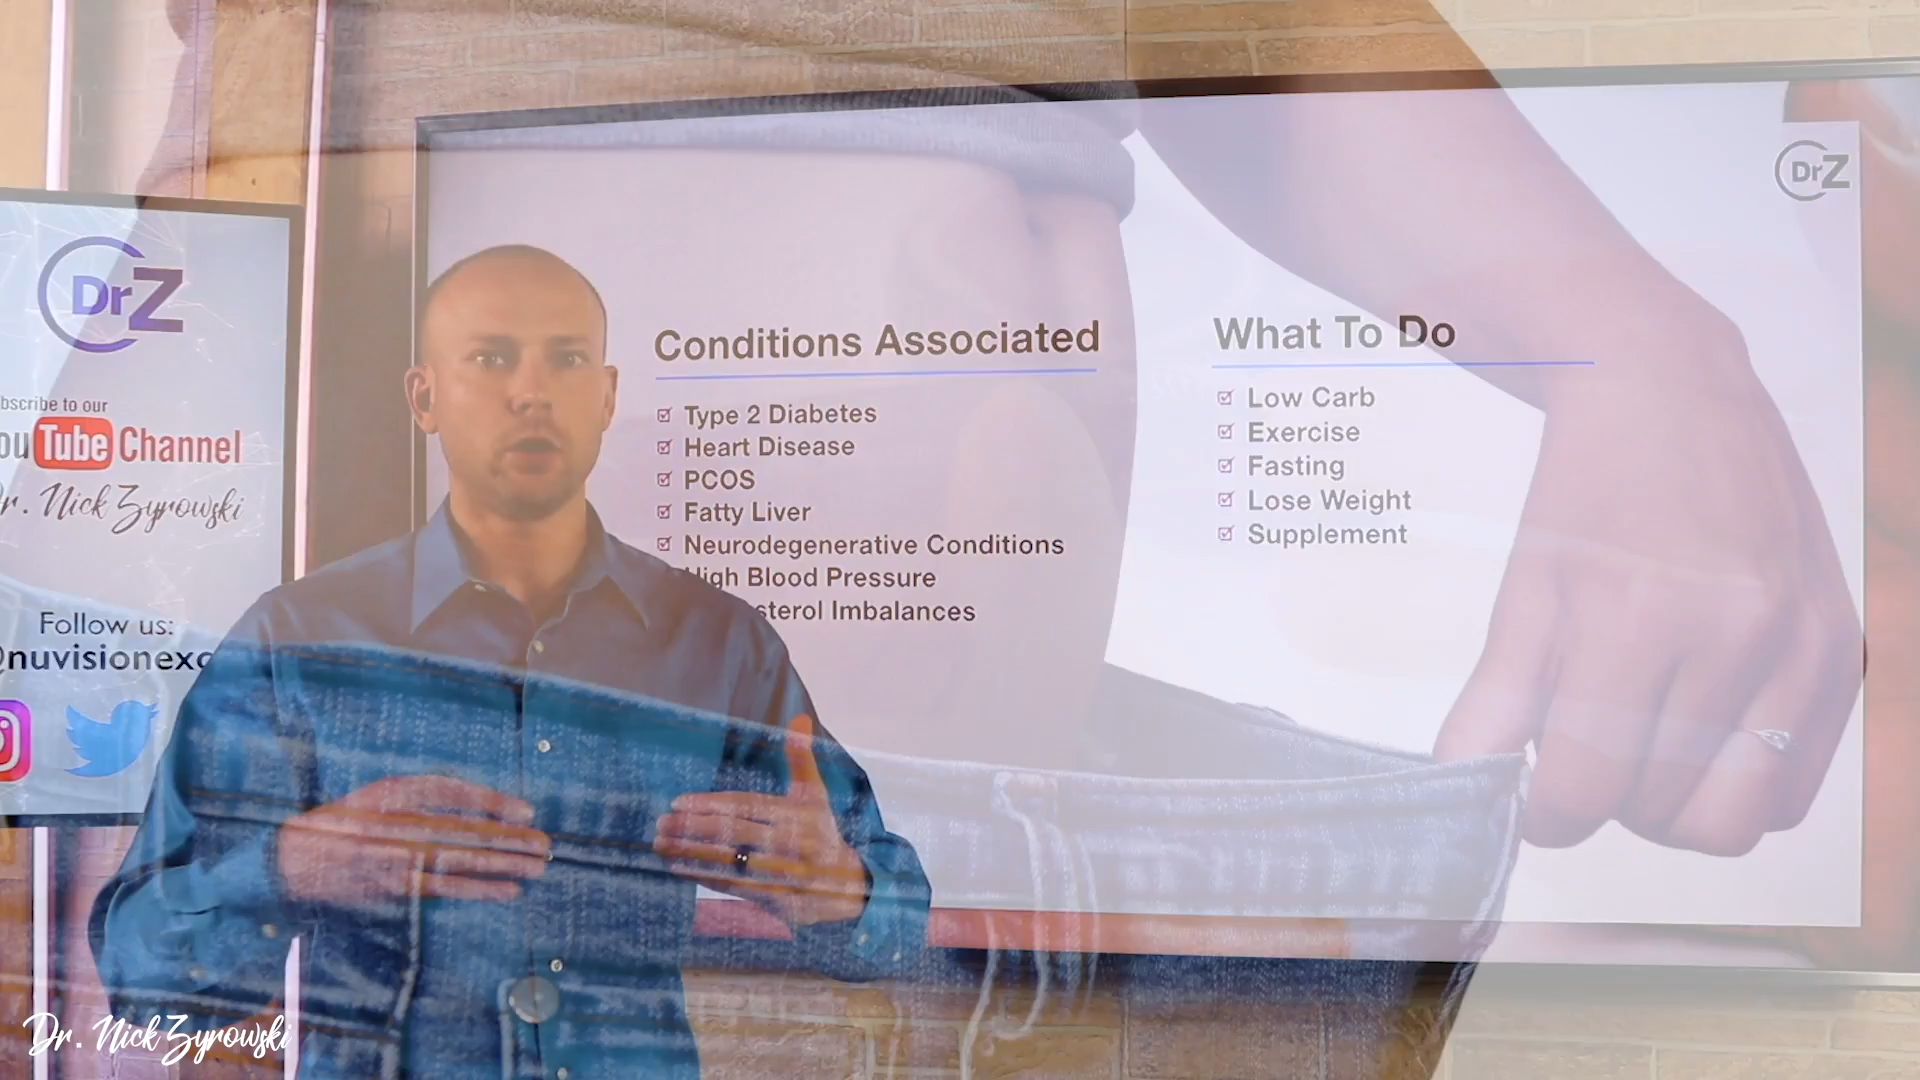 DrZ
bscribe to our
ou Tube Channel
r. Nick Zyrowski
Follow us:
@nuvisionexc
Conditions Associated
Type 2 Diabetes
Heart Disease
PCOS
Fatty Liver
Neurodegenerative Conditions
High Blood Pressure
sterol Imbalances
What To Do
Low Carb
Exercise
Fasting
Lose Weight
Supplement
DrZ
Dr. Nick Zyrowski